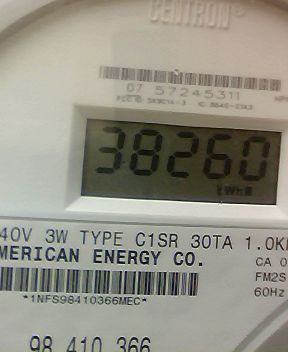 CENTRON®
07 57245311
38260
kWh
40V 3W TYPE C1SR 30TA 1.0K
MERICAN ENERGY CO.
CA 0
FM2S
*1NFS98410366MEC*
60Hz
98 410 366